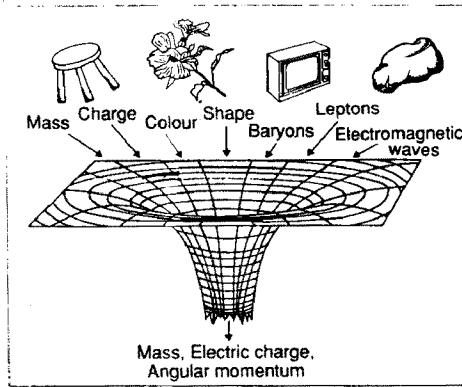 Mass
Charge
Colour
Shape
Baryons
Leptons
Electromagnetic
waves
Mass, Electric charge,
Angular momentum